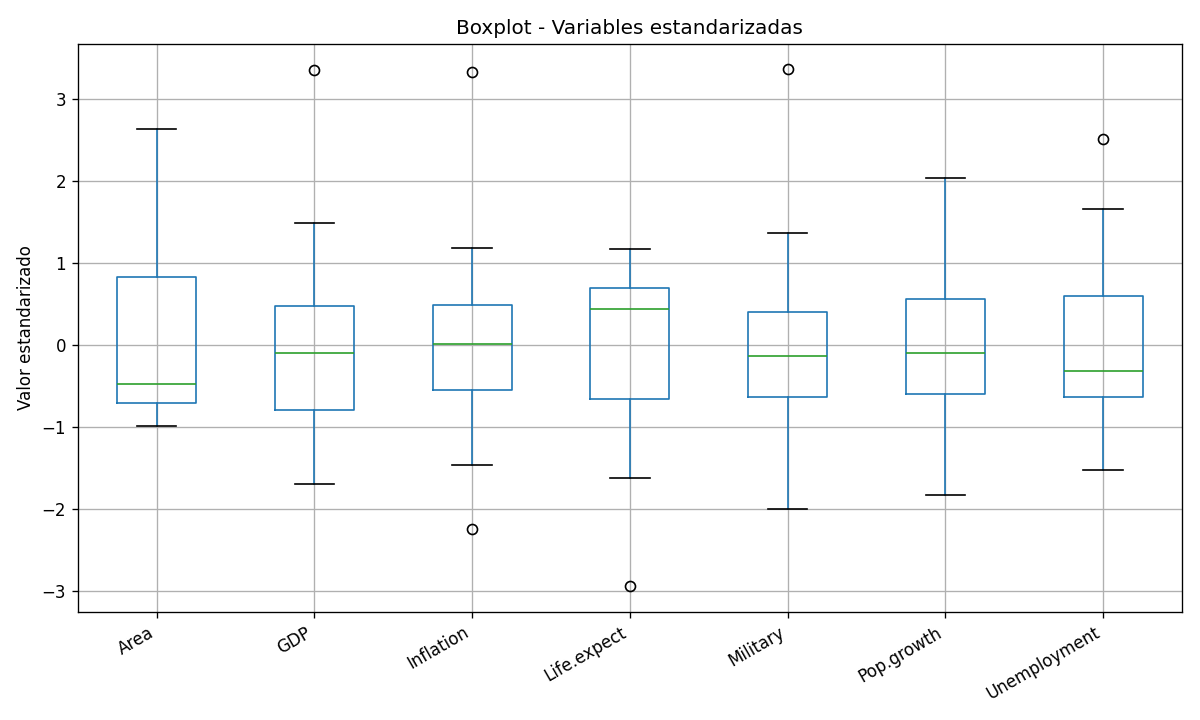 Boxplot - Variables estandarizadas
Valor estandarizado
3
2
1
0
−1
−2
−3
Area
GDP
Inflation
Life.expect
Military
Pop.growth
Unemployment